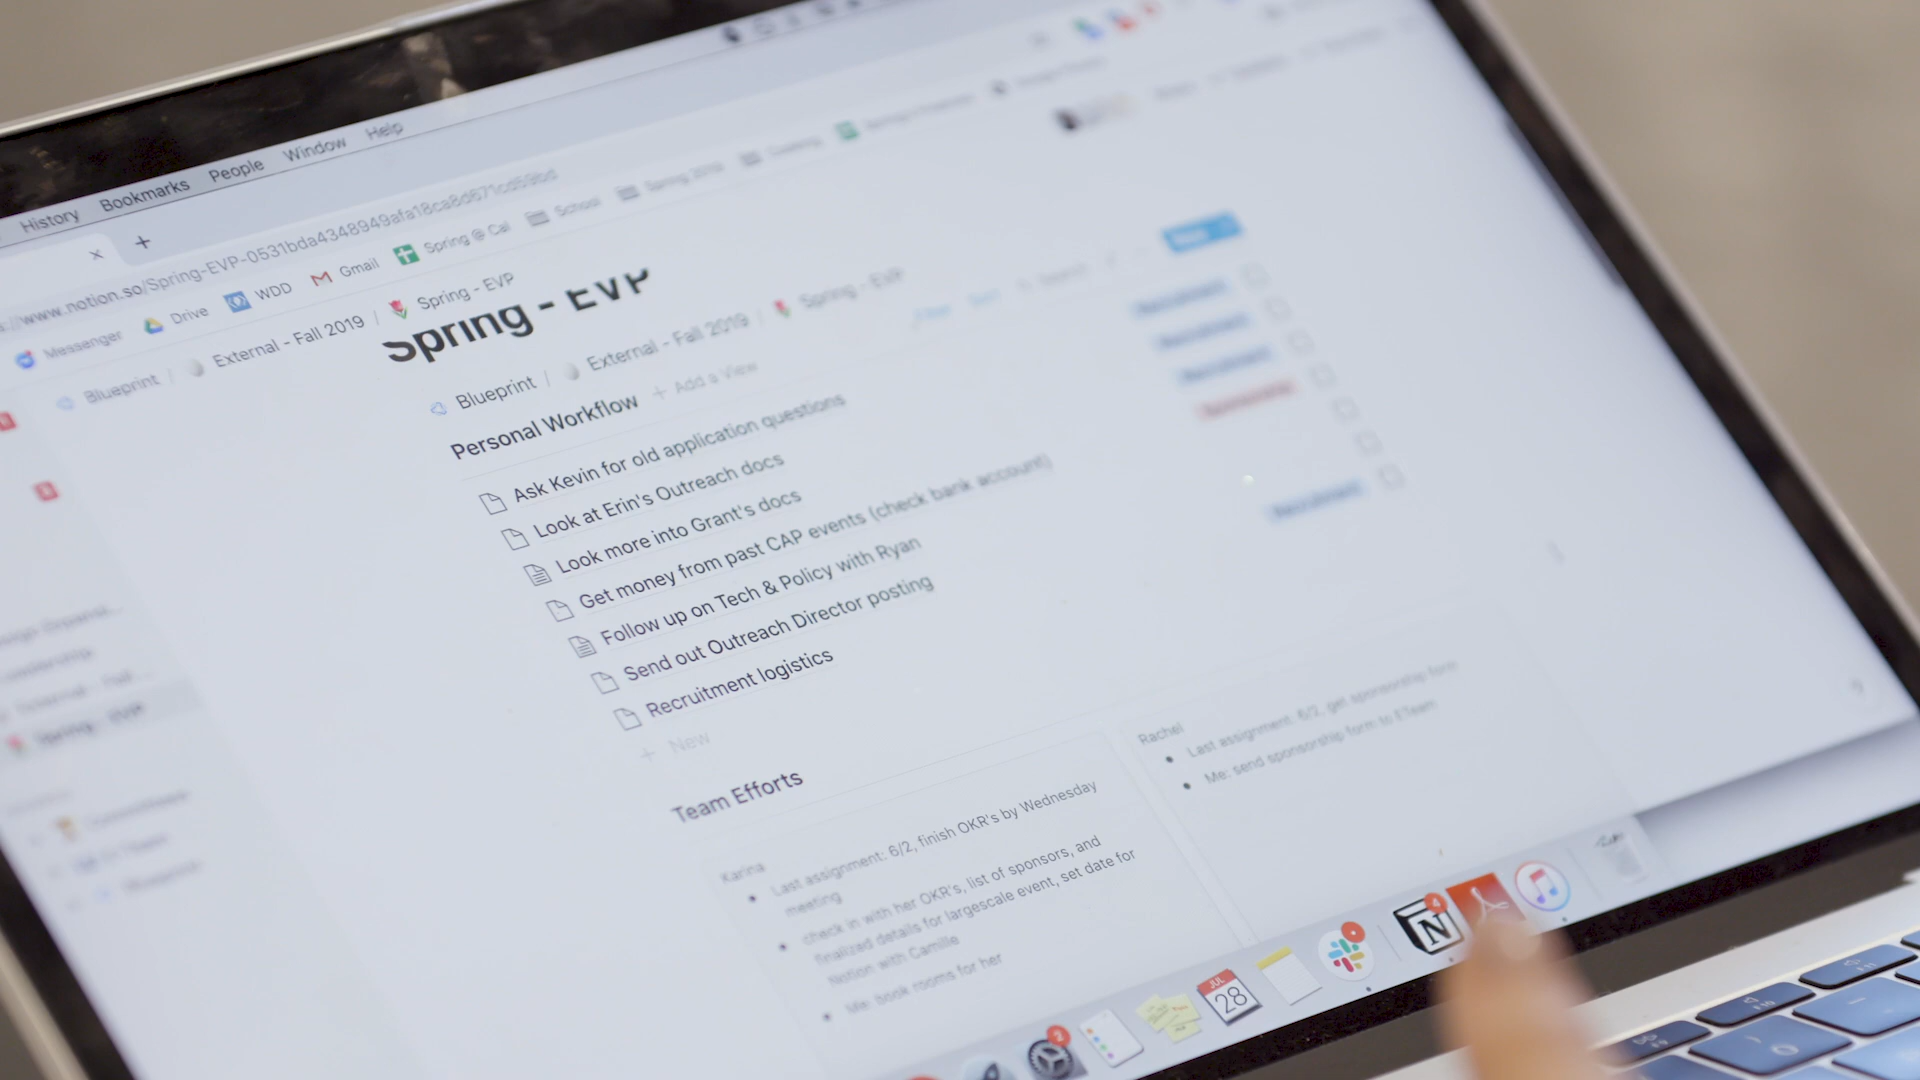 History Bookmarks People Window Help
www.notion.so/Spring-EVP-0531bda4348949afa18ca8d671cd59bd
Messenger Drive WDD Gmail Spring @ Cal School Spring 2019
Blueprint / External - Fall 2019 / Spring - EVP
Spring - EVP
Blueprint / External - Fall 2019 / Spring - EVP
Personal Workflow + Add a View
Ask Kevin for old application questions
Look at Erin's Outreach docs
Look more into Grant's docs
Get money from past CAP events (check bank account)
Follow up on Tech & Policy with Ryan
Send out Outreach Director posting
Recruitment logistics
+ New
Team Efforts
Karina
Last assignment: 6/2, finish OKR's by Wednesday
meeting
check in with her OKR's, list of sponsors, and
finalized details for largescale event, set date for
Notion with Camille
Me: book rooms for her
Rachel
Last assignment: 6/2, get sponsorship form
Me: send sponsorship form to ETeam
JUL
28